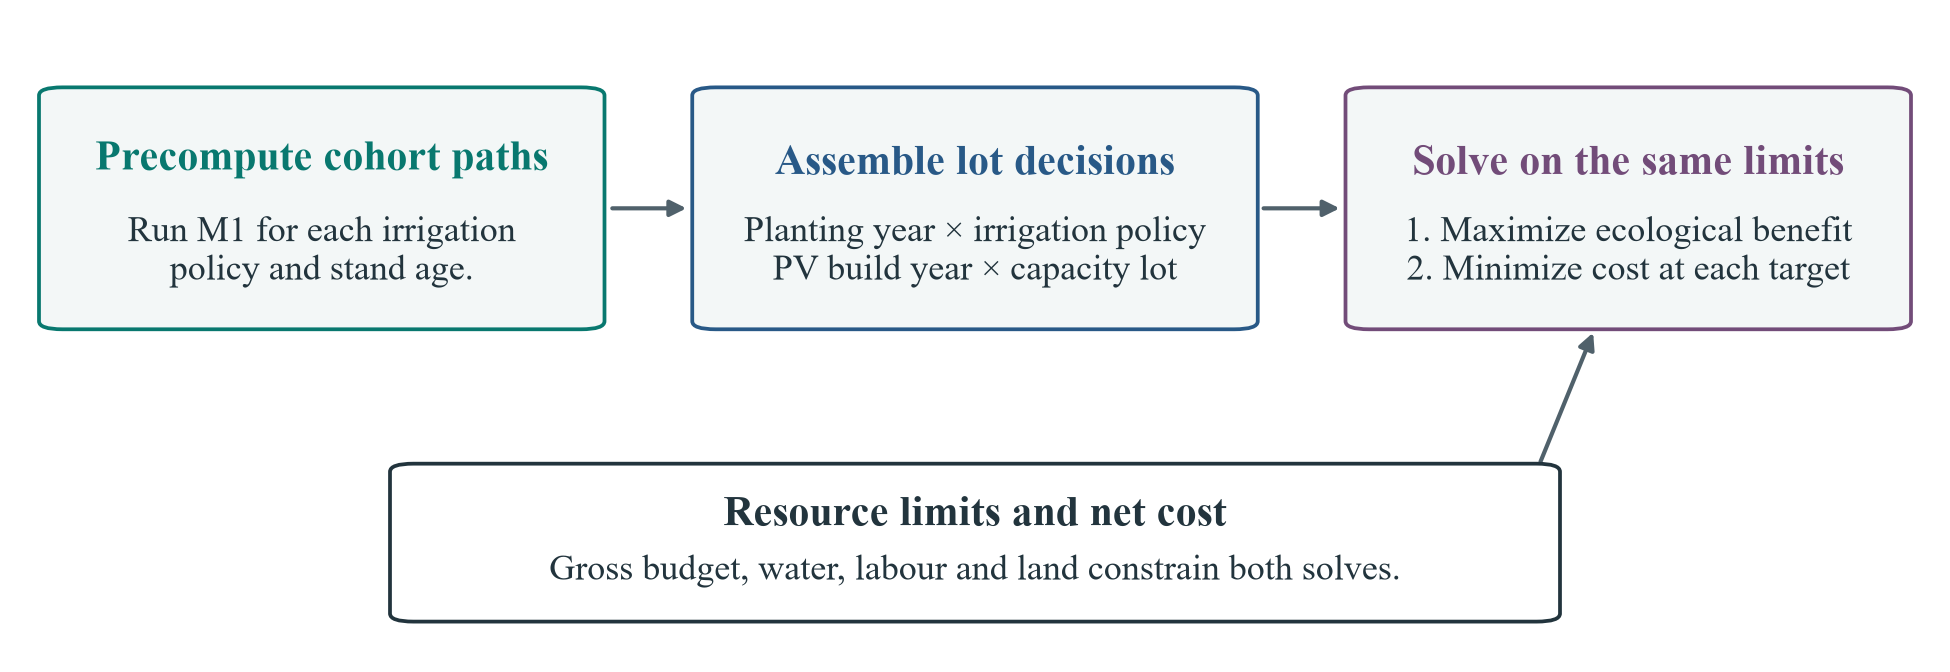 Precompute cohort paths
Run M1 for each irrigation
policy and stand age.
Assemble lot decisions
Planting year × irrigation policy
PV build year × capacity lot
Solve on the same limits
1. Maximize ecological benefit
2. Minimize cost at each target
Resource limits and net cost
Gross budget, water, labour and land constrain both solves.